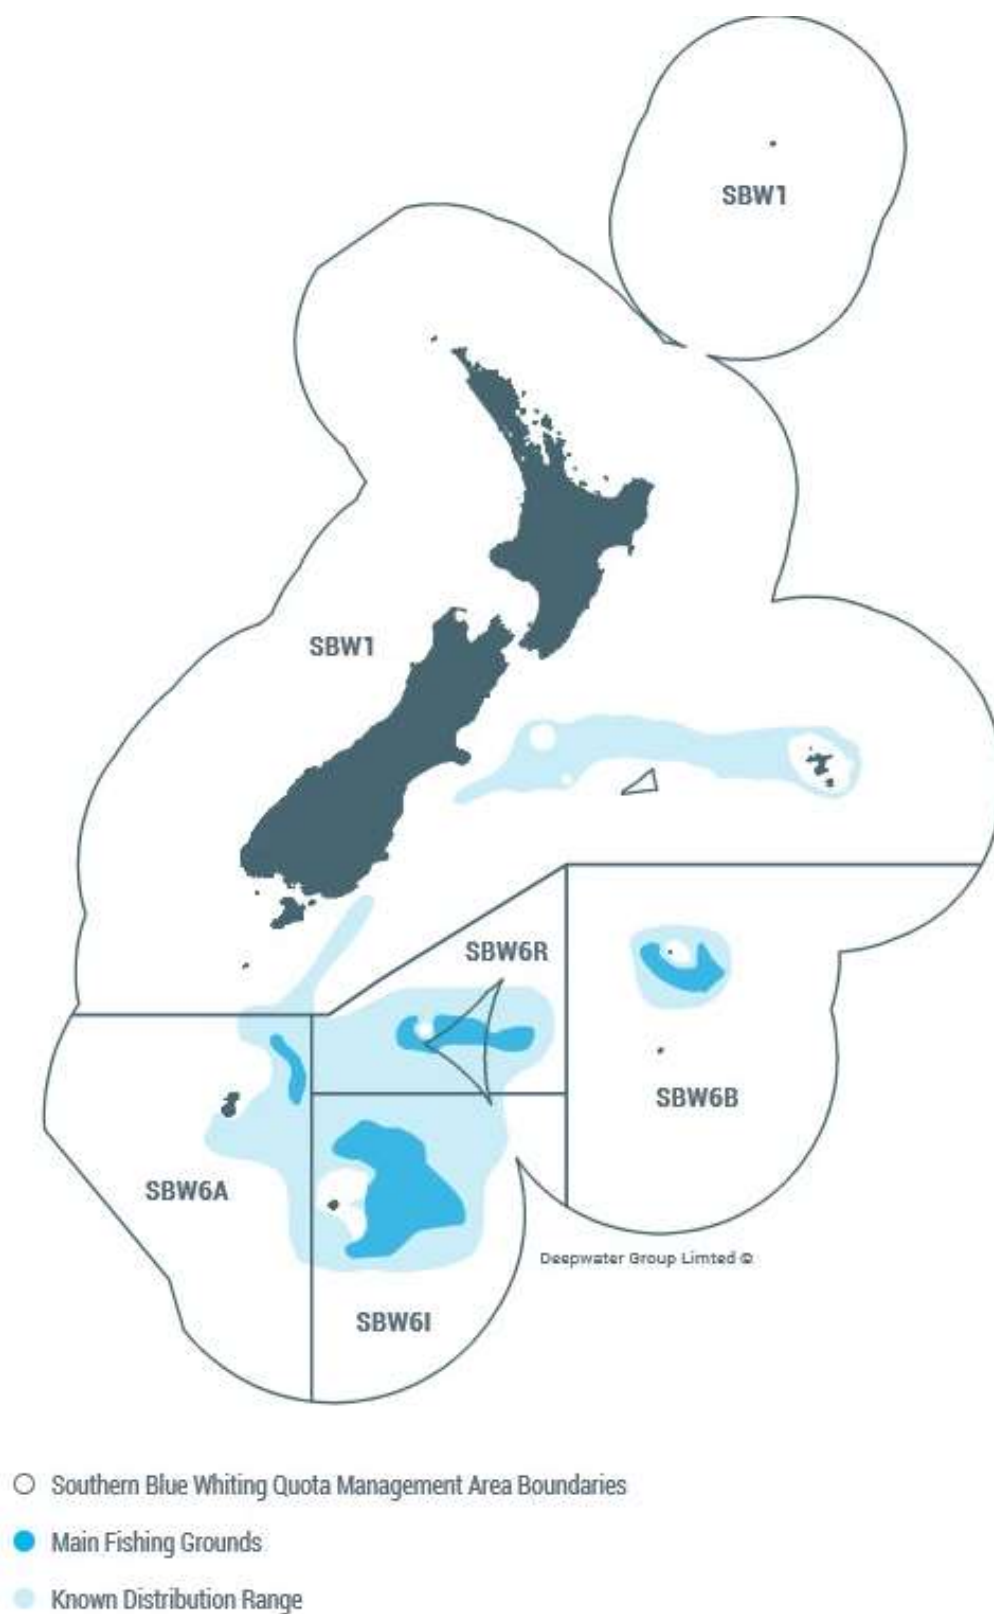 SBW1
SBW1
SBW6R
SBW6B
SBW6A
Deepwater Group Limted ©
SBW6I
Southern Blue Whiting Quota Management Area Boundaries
Main Fishing Grounds
Known Distribution Range